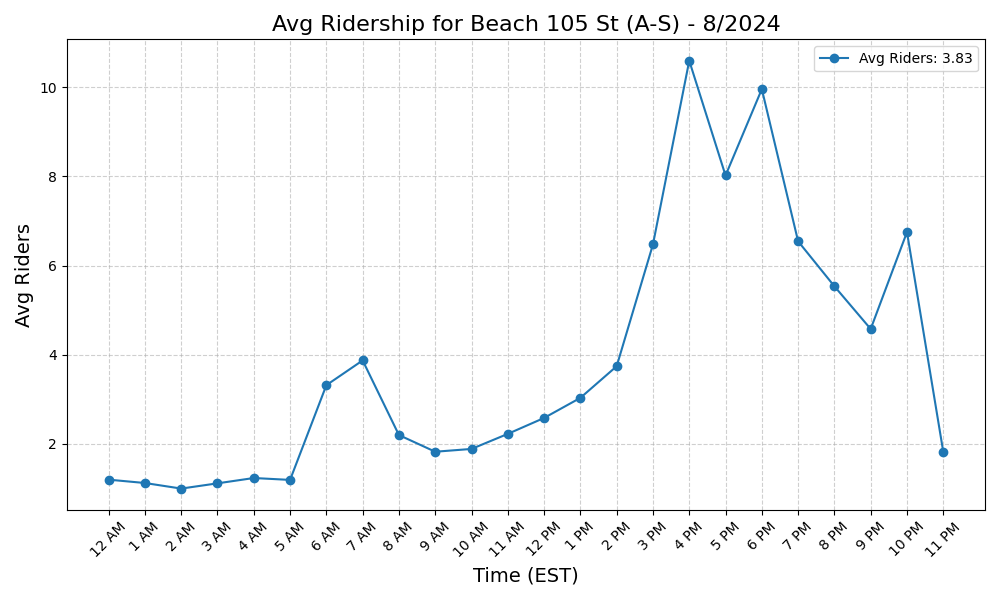 Avg Ridership for Beach 105 St (A-S) - 8/2024
Avg Riders: 3.83
Avg Riders
10
8
6
4
2
12 AM 1 AM 2 AM 3 AM 4 AM 5 AM 6 AM 7 AM 8 AM 9 AM 10 AM 11 AM 12 PM 1 PM 2 PM 3 PM 4 PM 5 PM 6 PM 7 PM 8 PM 9 PM 10 PM 11 PM
Time (EST)